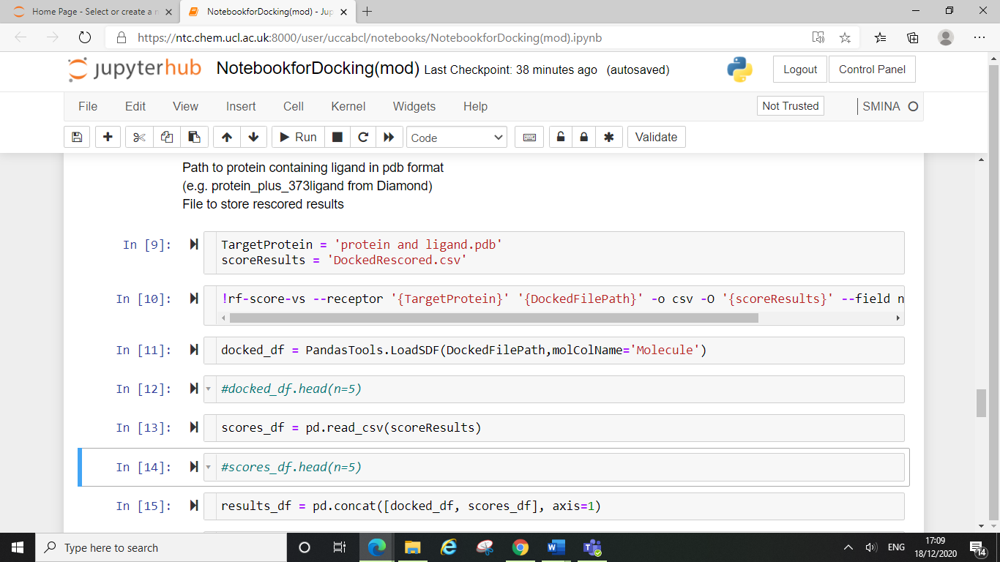 Home Page - Select or create a n
NotebookforDocking(mod) - Jup
https://ntc.chem.ucl.ac.uk:8000/user/uccabcl/notebooks/NotebookforDocking(mod).ipynb
jupyterhub NotebookforDocking(mod) Last Checkpoint: 38 minutes ago (autosaved)
Logout Control Panel
File Edit View Insert Cell Kernel Widgets Help Not Trusted SMINA
Run Code Validate
Path to protein containing ligand in pdb format
(e.g. protein_plus_373ligand from Diamond)
File to store rescored results
In [9]: TargetProtein = 'protein and ligand.pdb'
scoreResults = 'DockedRescored.csv'
In [10]: !rf-score-vs --receptor '{TargetProtein}' '{DockedFilePath}' -o csv -O '{scoreResults}' --field n
In [11]: docked_df = PandasTools.LoadSDF(DockedFilePath,molColName='Molecule')
In [12]: #docked_df.head(n=5)
In [13]: scores_df = pd.read_csv(scoreResults)
In [14]: #scores_df.head(n=5)
In [15]: results_df = pd.concat([docked_df, scores_df], axis=1)
Type here to search
ENG
17:09
18/12/2020
14